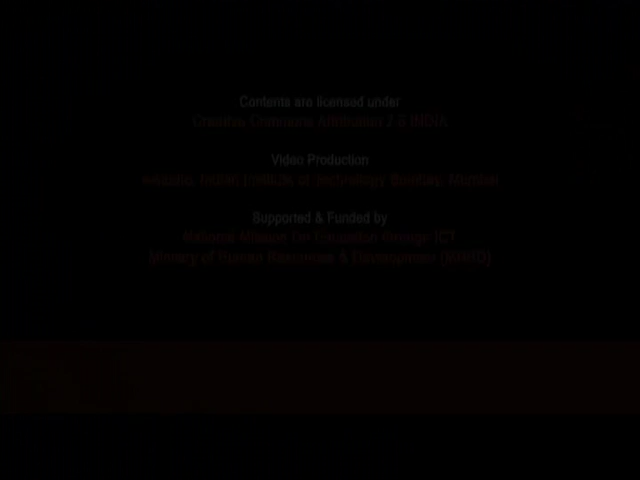 Contents are licensed under
Creative Commons Attribution 2.5 INDIA
Video Production
Indian Institute of Technology Bombay, Mumbai
Supported & Funded by
National Mission on Education through ICT
Ministry of Human Resources & Development (MHRD)